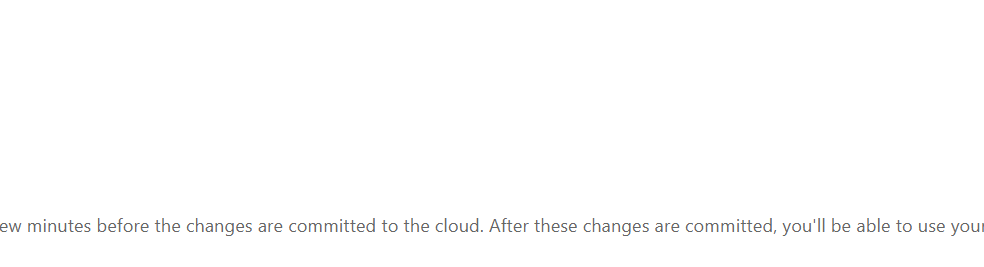 ew minutes before the changes are committed to the cloud. After these changes are committed, you'll be able to use your